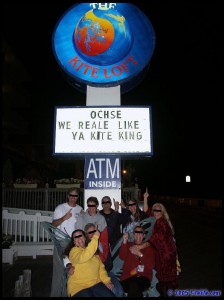 THE
KITE LOFT
OCHSE
WE REALE LIKE
YA KITE KING
ATM
INSIDE